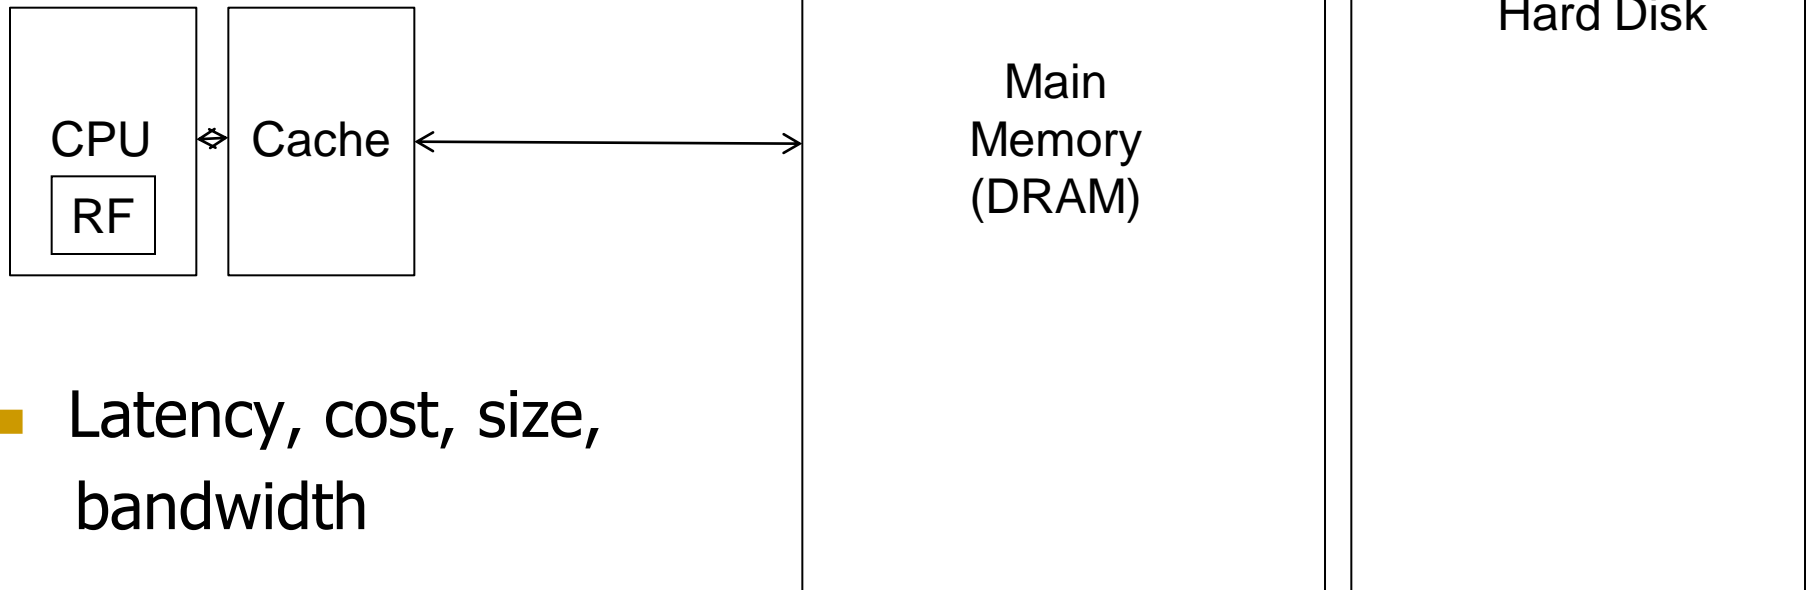 CPU
RF
Cache
Main
Memory
(DRAM)
Hard Disk
Latency, cost, size,
bandwidth